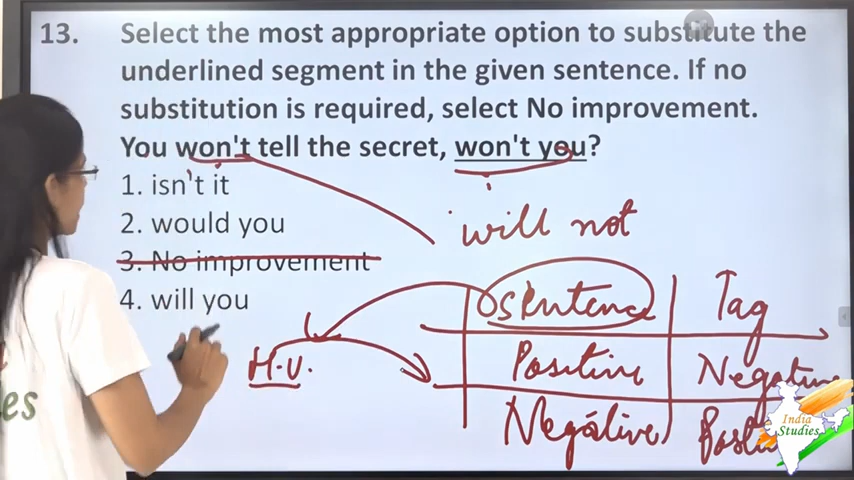 13. Select the most appropriate option to substitute the
underlined segment in the given sentence. If no
substitution is required, select No improvement.
You won't tell the secret, won't you?
1. isn't it
2. would you
3. No improvement
4. will you
will not
Sentence Tag
H.V.
Positive Negative
Negative
India
Studies
es